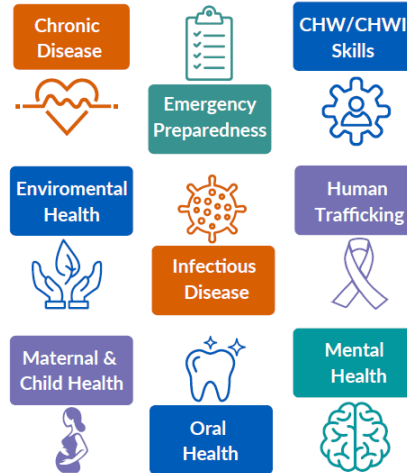 Chronic
Disease
Emergency
Preparedness
CHW/CHWI
Skills
Enviromental
Health
Infectious
Disease
Human
Trafficking
Maternal &
Child Health
Oral
Health
Mental
Health